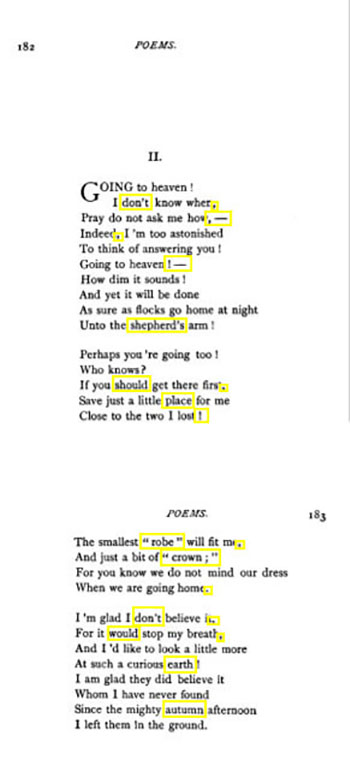 182 POEMS.
II.
GOING to heaven!
I don't know when,
Pray do not ask me how, —
Indeed, I'm too astonished
To think of answering you!
Going to heaven! —
How dim it sounds!
And yet it will be done
As sure as flocks go home at night
Unto the shepherd's arm!
Perhaps you're going too!
Who knows?
If you should get there first,
Save just a little place for me
Close to the two I lost!
POEMS. 183
The smallest "robe" will fit me,
And just a bit of "crown;"
For you know we do not mind our dress
When we are going home.
I'm glad I don't believe it,
For it would stop my breath,
And I'd like to look a little more
At such a curious earth!
I am glad they did believe it
Whom I have never found
Since the mighty autumn afternoon
I left them in the ground.